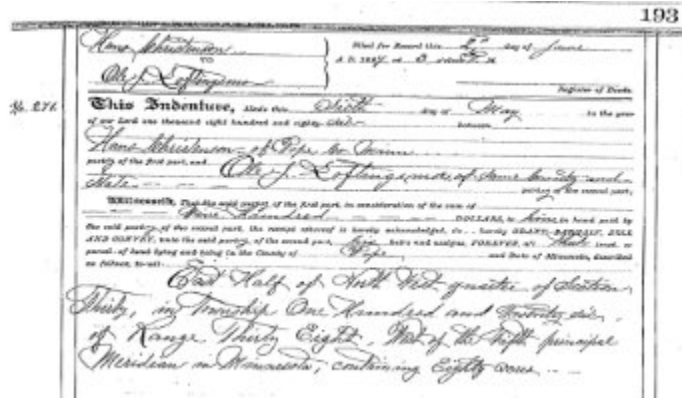 193
Hans Christenson
TO
Ole J. Loftingsmo
Filed for Record this 2d day of June
A. D. 1887 at 3 o'clock
Register of Deeds.
No. 276
This Indenture, Made this Sixth day of May in the year
of our Lord one thousand eight hundred and eighty six between
Hans Christenson of Pope Co Minn
party of the first part, and Ole J. Loftingsmo of Same County and
State party of the second part,
Witnesseth, That the said party of the first part, in consideration of the sum of
Hundred DOLLARS, to him in hand paid by
the said party of the second part, the receipt whereof is hereby acknowledged, do hereby GRANT, BARGAIN, SELL
AND CONVEY, unto the said party of the second part, his heirs and assigns, FOREVER, all that tract or
parcel of land lying and being in the County of Pope and State of Minnesota, described
as follows, to-wit:
East Half of North West quarter of Section
Thirty, in Township One Hundred and Twenty six,
of Range Thirty Eight, West of the Fifth principal
Meridian in Minnesota, containing Eighty acres